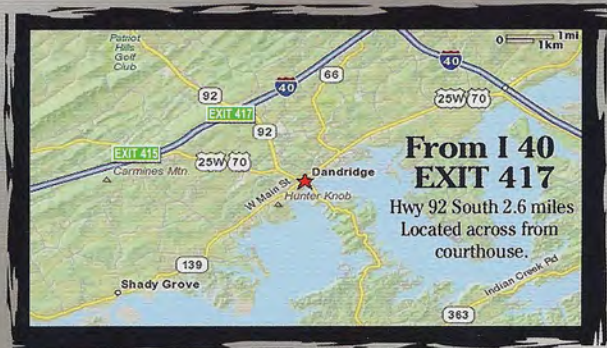 Patriot
Hills
Golf
Club
0 1mi
1km
40
66
40
92
25W 70
EXIT 417
92
EXIT 415
25W 70
Carmines Mtn
Dandridge
W Main St
Hunter Knob
From I 40
EXIT 417
Hwy 92 South 2.6 miles
Located across from
courthouse.
139
Shady Grove
Indian Creek Rd
363